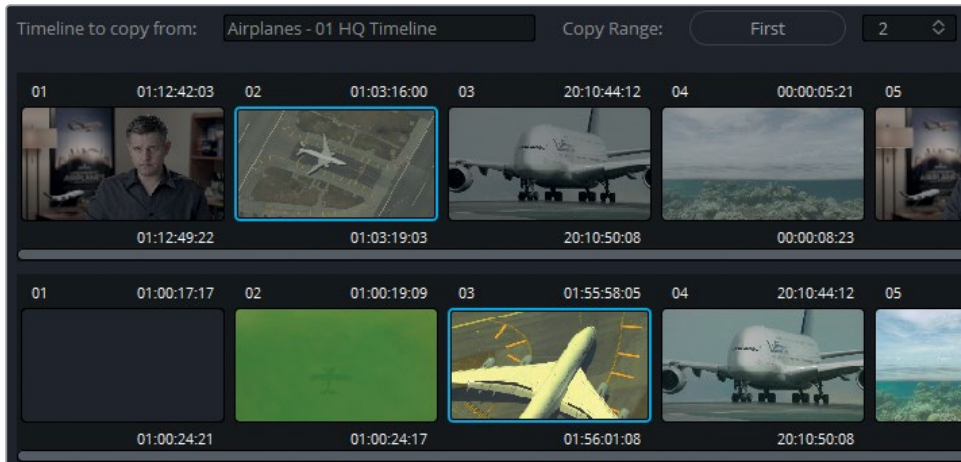 Timeline to copy from: Airplanes - 01 HQ Timeline Copy Range: First 2
01 01:12:42:03 02 01:03:16:00 03 20:10:44:12 04 00:00:05:21 05
01:12:49:22 01:03:19:03 20:10:50:08 00:00:08:23
01 01:00:17:17 02 01:00:19:09 03 01:55:58:05 04 20:10:44:12 05
01:00:24:21 01:00:24:17 01:56:01:08 20:10:50:08